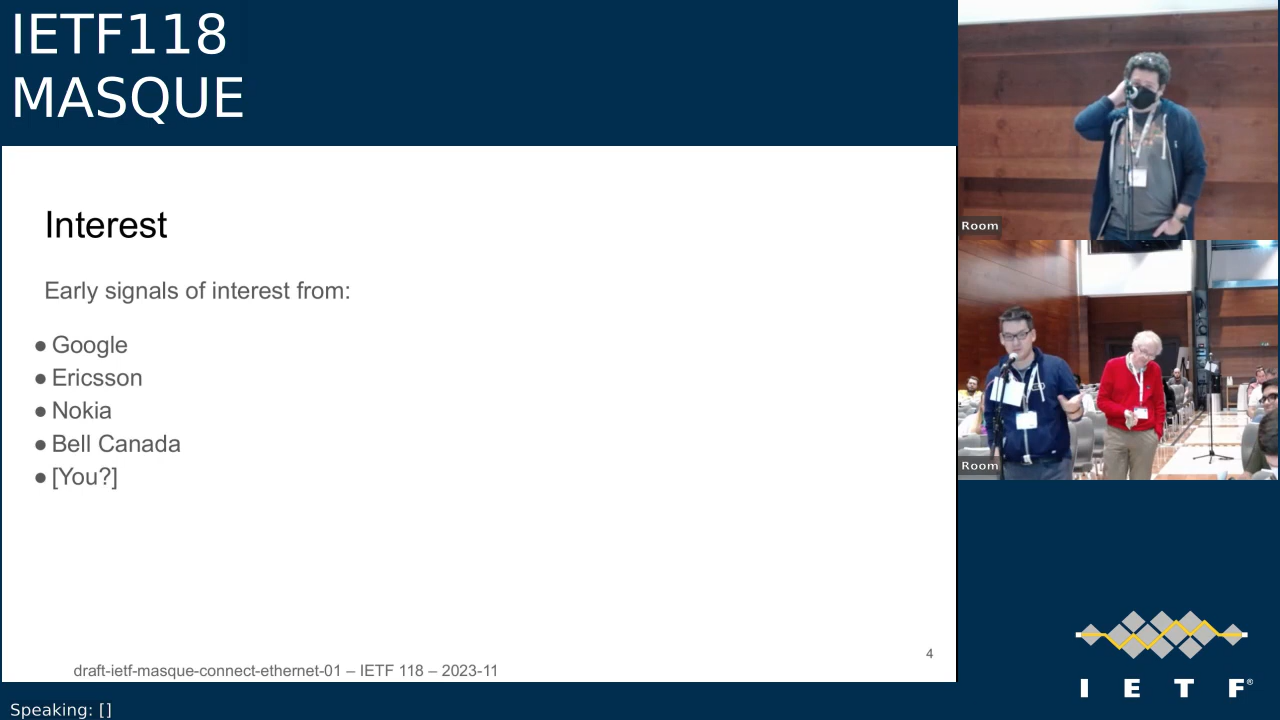 IETF118
MASQUE
Interest
Early signals of interest from:
● Google
● Ericsson
● Nokia
● Bell Canada
● [You?]
4
draft-ietf-masque-connect-ethernet-01 – IETF 118 – 2023-11
Room
Room
I E T F®
Speaking: []